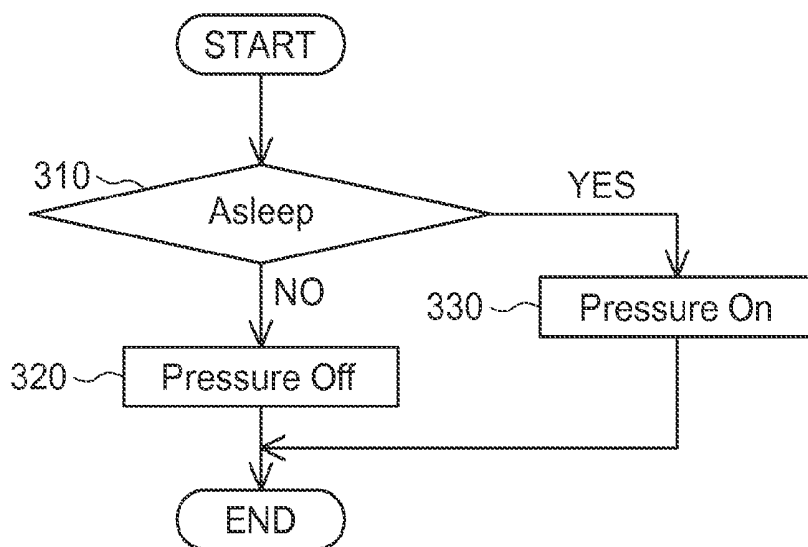 START
310
Asleep
YES
NO
330
Pressure On
320
Pressure Off
END